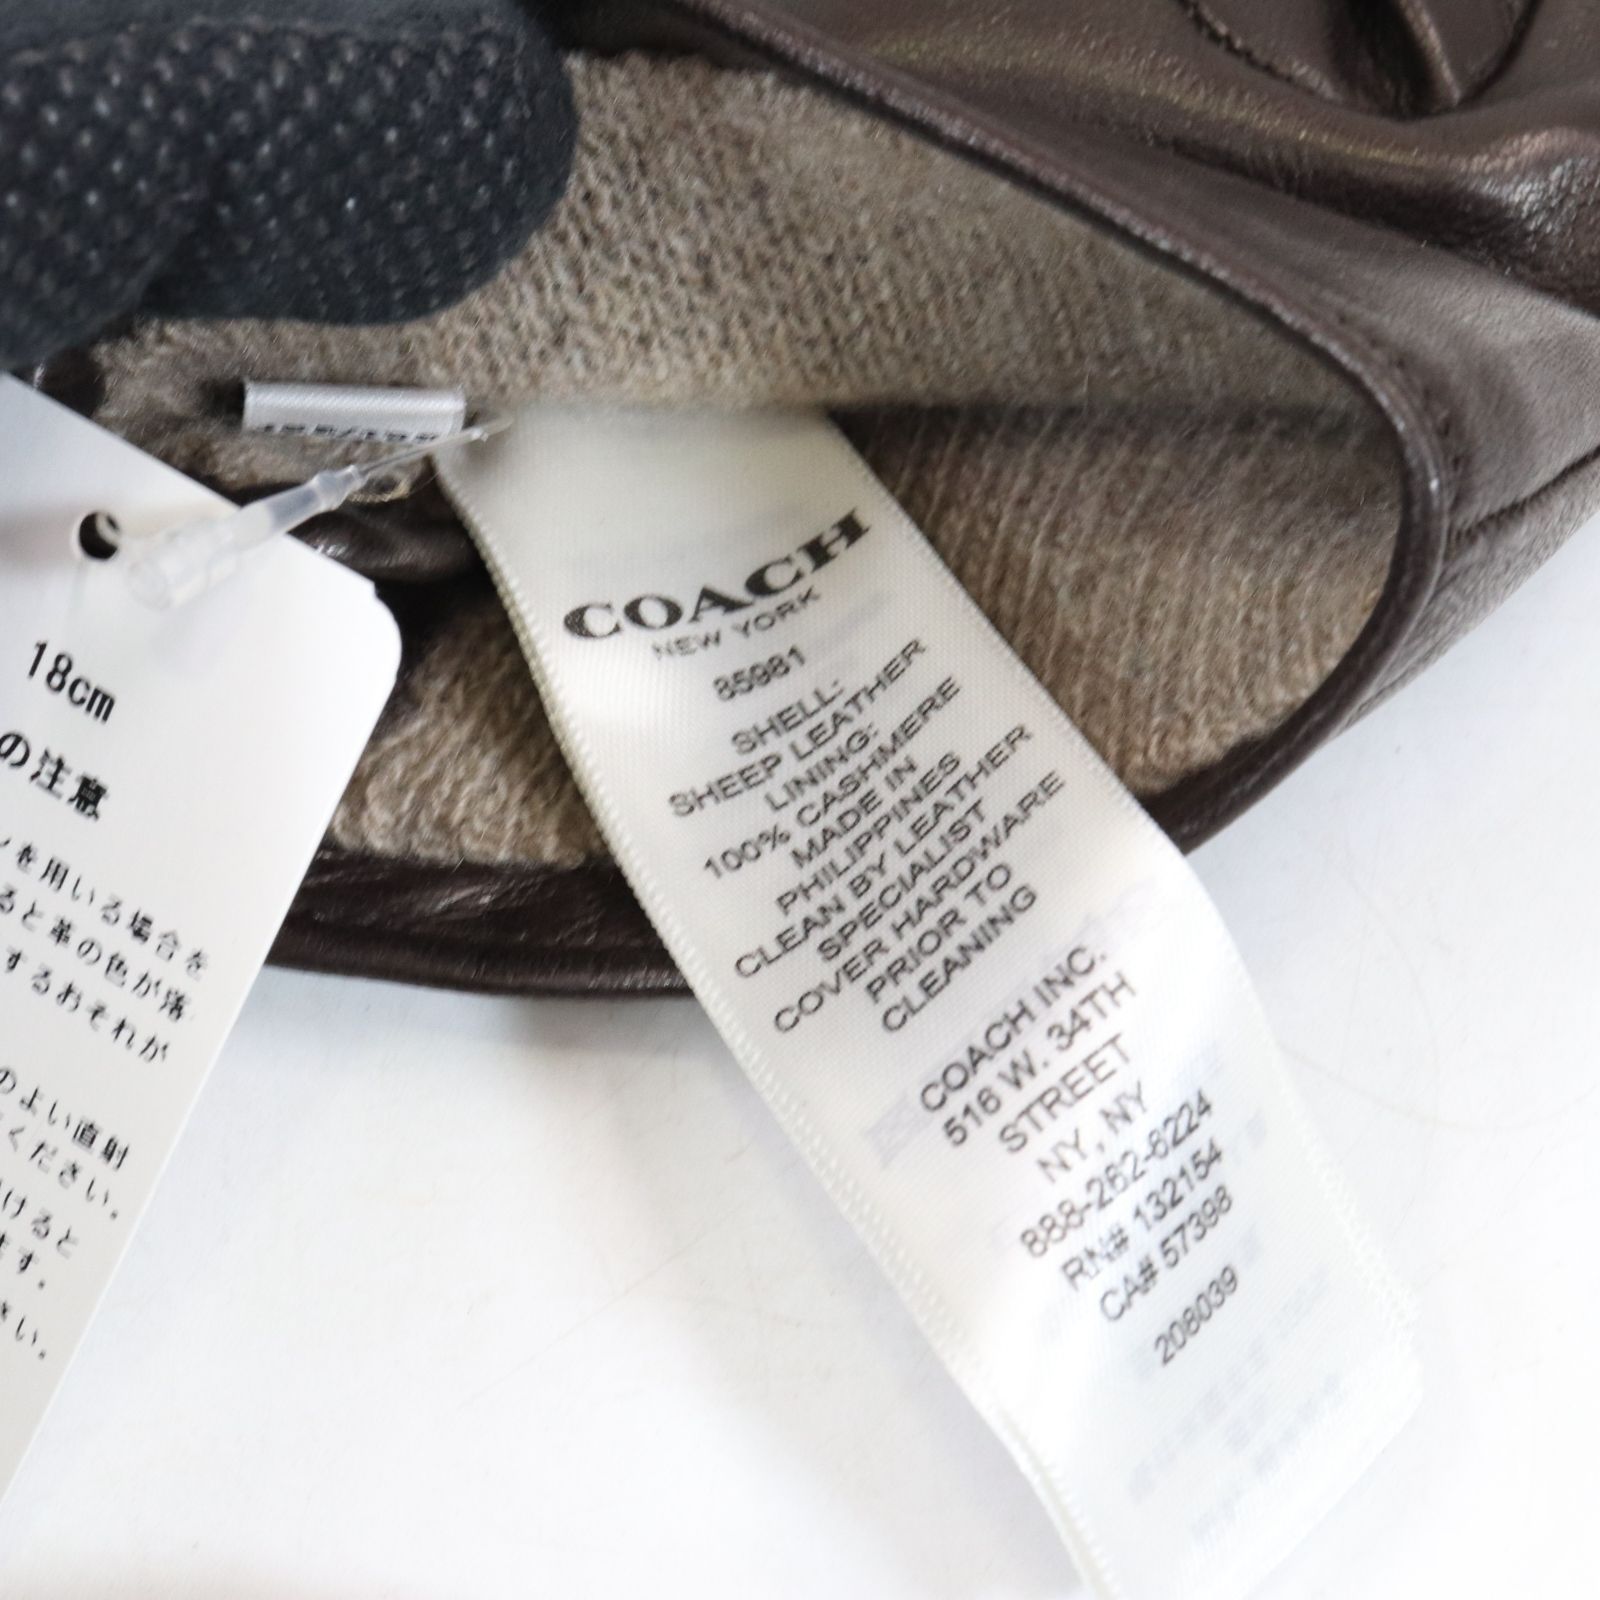 COACH
NEW YORK
85981
SHELL:
SHEEP LEATHER
LINING:
100% CASHMERE
MADE IN
PHILIPPINES
CLEAN BY LEATHER
SPECIALIST
COVER HARDWARE
PRIOR TO
CLEANING
COACH INC.
516 W. 34TH
STREET
NY, NY
888-262-6224
RN# 132154
CA# 57398
208039
18cm
の注意
を用いる場合を
ると革の色が落
するおそれが
のよい直射
ください。
けると
ます。
さい。